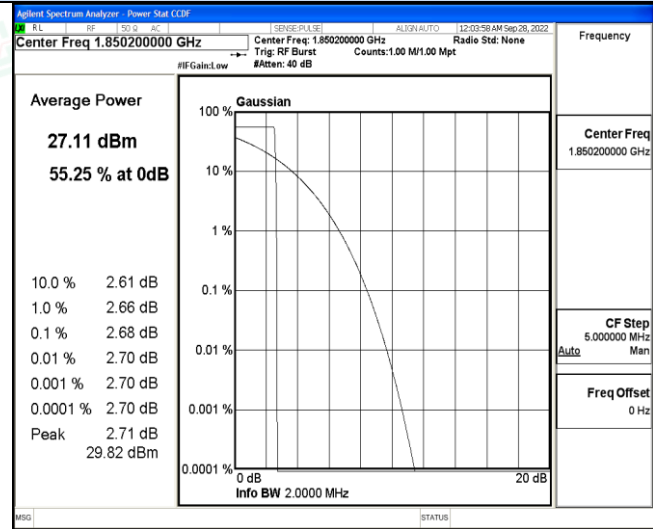 Agilent Spectrum Analyzer - Power Stat CCDF
RL RF 50 Ω AC SENSE:PULSE ALIGN AUTO 12:03:58 AM Sep 28, 2022
Center Freq 1.850200000 GHz
Center Freq: 1.850200000 GHz Radio Std: None
Trig: RF Burst Counts:1.00 M/1.00 Mpt
#IFGain:Low #Atten: 40 dB
Frequency
Average Power
27.11 dBm
55.25 % at 0dB
10.0 % 2.61 dB
1.0 % 2.66 dB
0.1 % 2.68 dB
0.01 % 2.70 dB
0.001 % 2.70 dB
0.0001 % 2.70 dB
Peak 2.71 dB
29.82 dBm
Gaussian
100 %
10 %
1 %
0.1 %
0.01 %
0.001 %
0.0001 %
0 dB 20 dB
Info BW 2.0000 MHz
Center Freq
1.850200000 GHz
CF Step
5.000000 MHz
Auto Man
Freq Offset
0 Hz
MSG STATUS